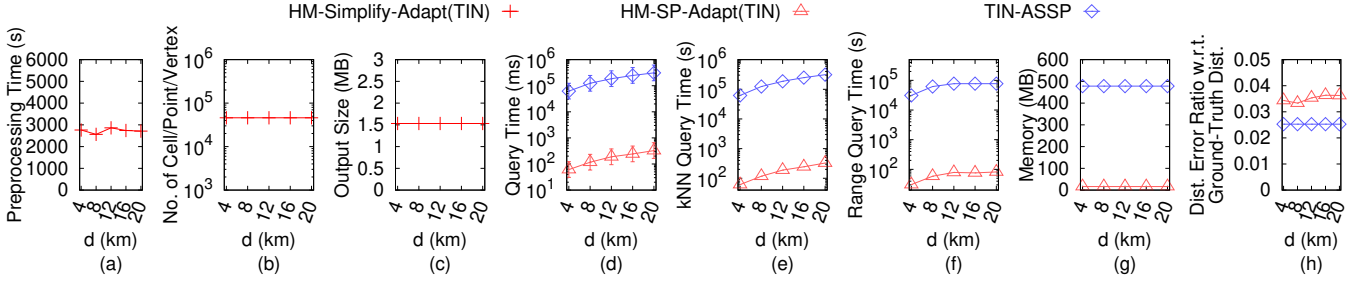 HM-Simplify-Adapt(TIN) HM-SP-Adapt(TIN) TIN-ASSP
Preprocessing Time (s)
6000
5000
4000
3000
2000
1000
0
4 8 12 16 20
d (km)
(a)
No. of Cell/Point/Vertex
10^6
10^5
10^4
10^3
4 8 12 16 20
d (km)
(b)
Output Size (MB)
3
2.5
2
1.5
1
0.5
0
4 8 12 16 20
d (km)
(c)
Query Time (ms)
10^6
10^5
10^4
10^3
10^2
10^1
4 8 12 16 20
d (km)
(d)
kNN Query Time (s)
10^6
10^5
10^4
10^3
10^2
4 8 12 16 20
d (km)
(e)
Range Query Time (s)
10^5
10^4
10^3
10^2
4 8 12 16 20
d (km)
(f)
Memory (MB)
600
500
400
300
200
100
0
4 8 12 16 20
d (km)
(g)
Dist. Error Ratio w.r.t.
Ground-Truth Dist.
0.05
0.04
0.03
0.02
0.01
0
4 8 12 16 20
d (km)
(h)